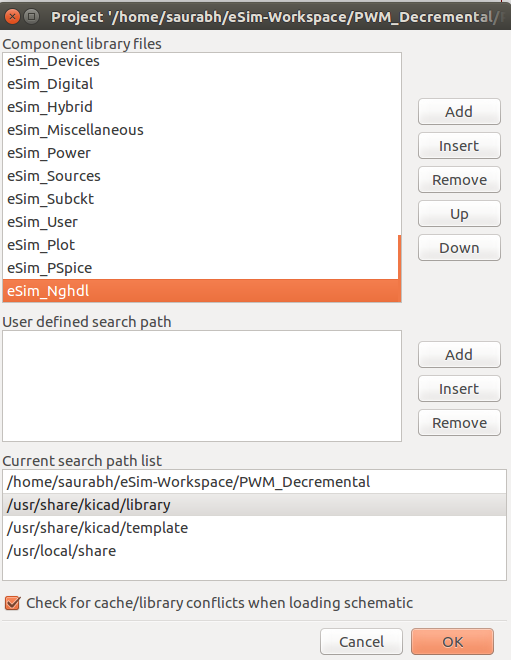 Project '/home/saurabh/eSim-Workspace/PWM_Decremental/
Component library files
eSim_Devices
eSim_Digital
eSim_Hybrid
eSim_Miscellaneous
eSim_Power
eSim_Sources
eSim_Subckt
eSim_User
eSim_Plot
eSim_PSpice
eSim_Nghdl
Add
Insert
Remove
Up
Down
User defined search path
Add
Insert
Remove
Current search path list
/home/saurabh/eSim-Workspace/PWM_Decremental
/usr/share/kicad/library
/usr/share/kicad/template
/usr/local/share
Check for cache/library conflicts when loading schematic
Cancel
OK